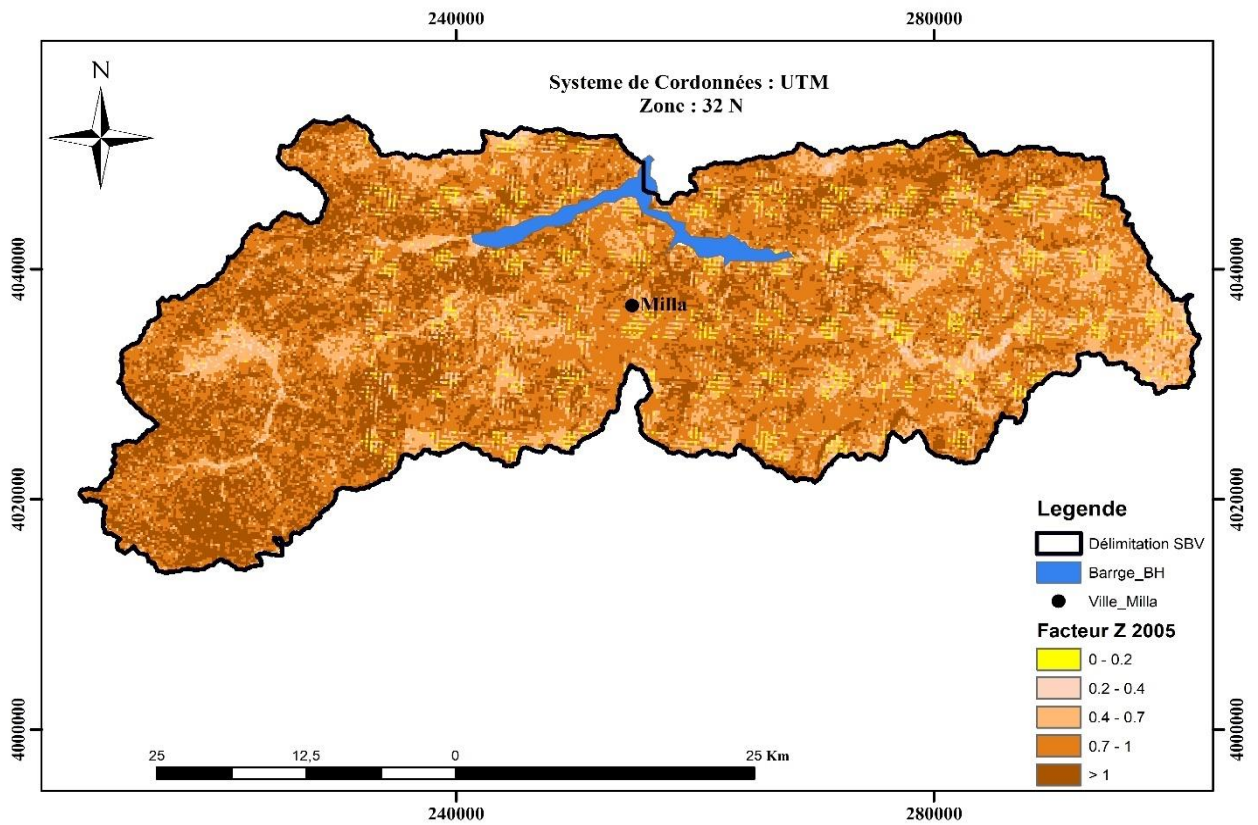 240000
280000
N
Systeme de Cordonnées : UTM
Zone : 32 N
4040000
4040000
Milla
4020000
4020000
Legende
Délimitation SBV
Barrge_BH
Ville_Milla
Facteur Z 2005
0 - 0.2
0.2 - 0.4
0.4 - 0.7
0.7 - 1
> 1
4000000
4000000
25 12,5 0 25 Km
240000
280000